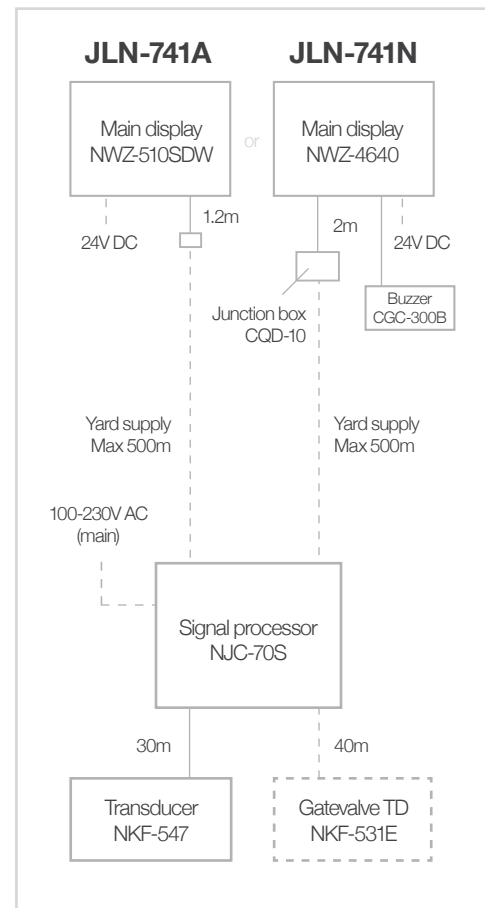 JLN-741A
JLN-741N
Main display
NWZ-510SDW
or
Main display
NWZ-4640
1.2m
24V DC
2m
24V DC
Junction box
CQD-10
Buzzer
CGC-300B
Yard supply
Max 500m
Yard supply
Max 500m
100-230V AC
(main)
Signal processor
NJC-70S
30m
40m
Transducer
NKF-547
Gatevalve TD
NKF-531E